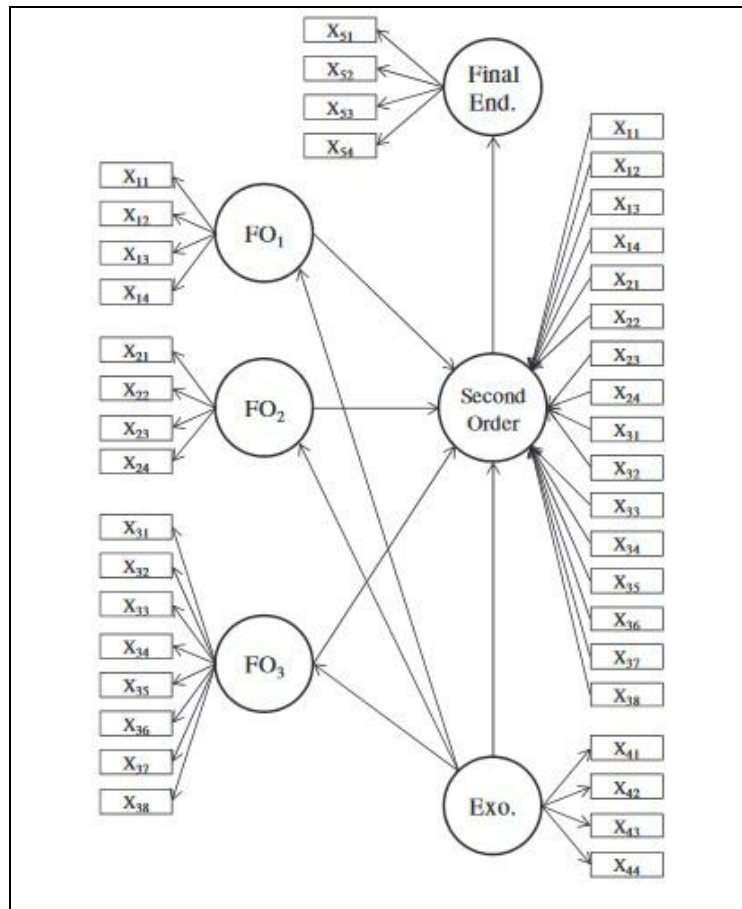 X₅₁
X₅₂
X₅₃
X₅₄
Final
End.
X₁₁
X₁₂
X₁₃
X₁₄
FO₁
X₂₁
X₂₂
X₂₃
X₂₄
FO₂
X₃₁
X₃₂
X₃₃
X₃₄
X₃₅
X₃₆
X₃₇
X₃₈
FO₃
Second
Order
X₁₁
X₁₂
X₁₃
X₁₄
X₂₁
X₂₂
X₂₃
X₂₄
X₃₁
X₃₂
X₃₃
X₃₄
X₃₅
X₃₆
X₃₇
X₃₈
Exo.
X₄₁
X₄₂
X₄₃
X₄₄